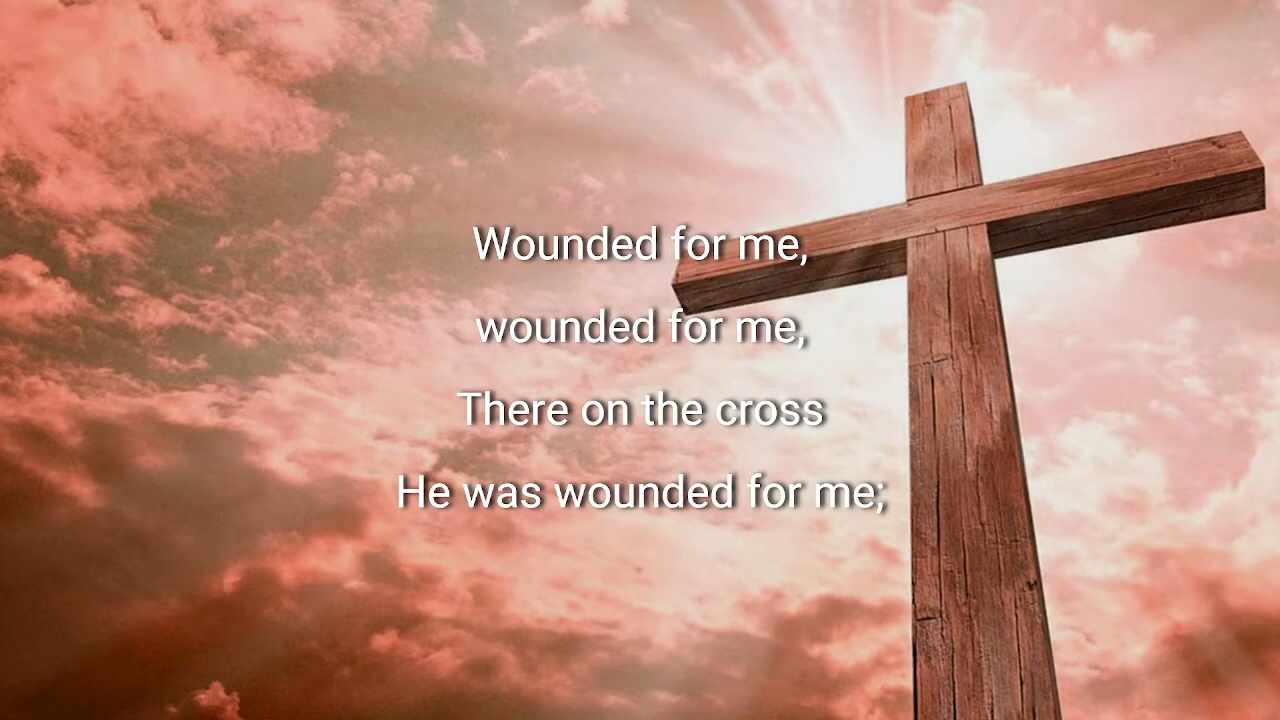 Wounded for me,
wounded for me,
There on the cross
He was wounded for me;